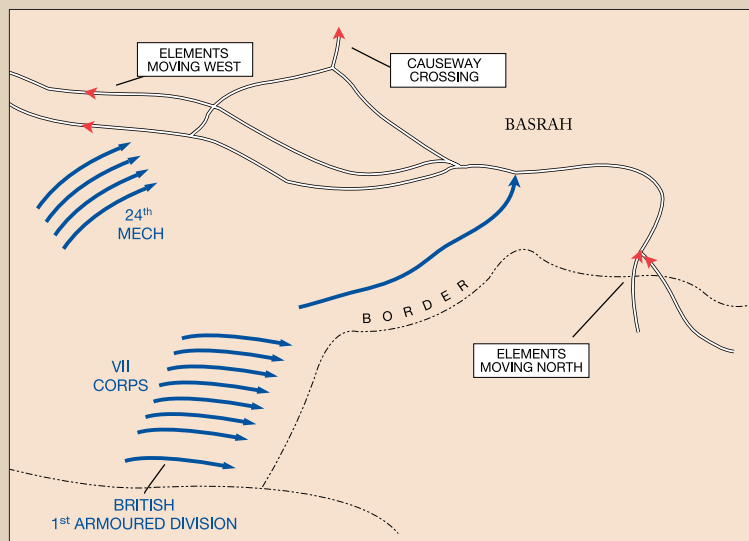 ELEMENTS
MOVING WEST
CAUSEWAY
CROSSING
BASRAH
24th
MECH
BORDER
ELEMENTS
MOVING NORTH
VII
CORPS
BRITISH
1st ARMOURED DIVISION